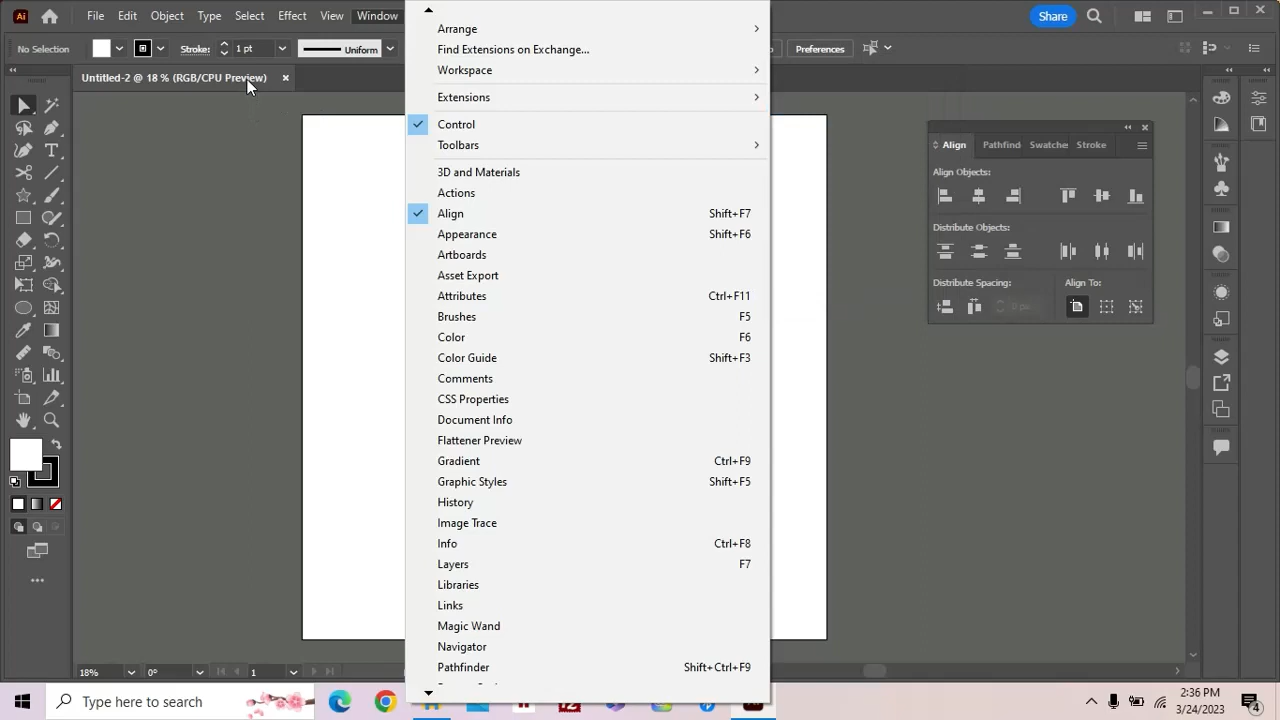 Ai Edit Object Type Select Effect View Window Share
No Selection Stroke: 1 pt Uniform Preferences
Untitled-2 @ 18 % (RGB/CPU Preview)
Arrange
Find Extensions on Exchange...
Workspace
Extensions
Control
Toolbars
3D and Materials
Actions
Align Shift+F7
Appearance Shift+F6
Artboards
Asset Export
Attributes Ctrl+F11
Brushes F5
Color F6
Color Guide Shift+F3
Comments
CSS Properties
Document Info
Flattener Preview
Gradient Ctrl+F9
Graphic Styles Shift+F5
History
Image Trace
Info Ctrl+F8
Layers F7
Libraries
Links
Magic Wand
Navigator
Pathfinder Shift+Ctrl+F9
Align Pathfind Swatche Stroke
Align Objects:
Distribute Objects:
Distribute Spacing: Align To:
0 px
18% 0° 1
Type here to search
2:36 PM
3/24/2023
4